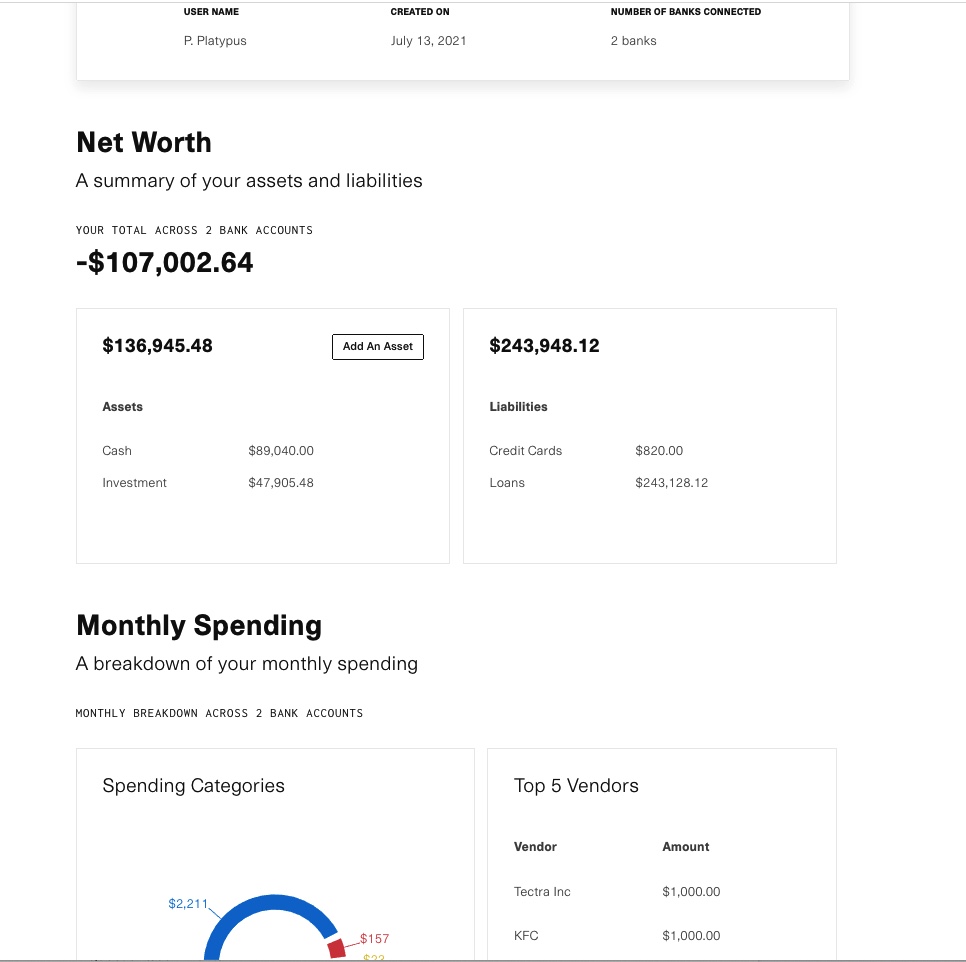 USER NAME CREATED ON NUMBER OF BANKS CONNECTED
P. Platypus July 13, 2021 2 banks
Net Worth
A summary of your assets and liabilities
YOUR TOTAL ACROSS 2 BANK ACCOUNTS
-$107,002.64
$136,945.48 Add An Asset
Assets
Cash $89,040.00
Investment $47,905.48
$243,948.12
Liabilities
Credit Cards $820.00
Loans $243,128.12
Monthly Spending
A breakdown of your monthly spending
MONTHLY BREAKDOWN ACROSS 2 BANK ACCOUNTS
Spending Categories
$2,211
$157
Top 5 Vendors
Vendor Amount
Tectra Inc $1,000.00
KFC $1,000.00